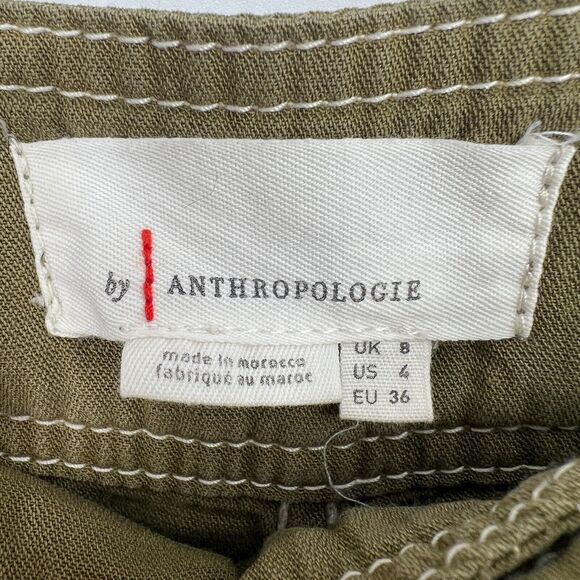 by ANTHROPOLOGIE
made in morocco
fabriqué au maroc
UK 8
US 4
EU 36